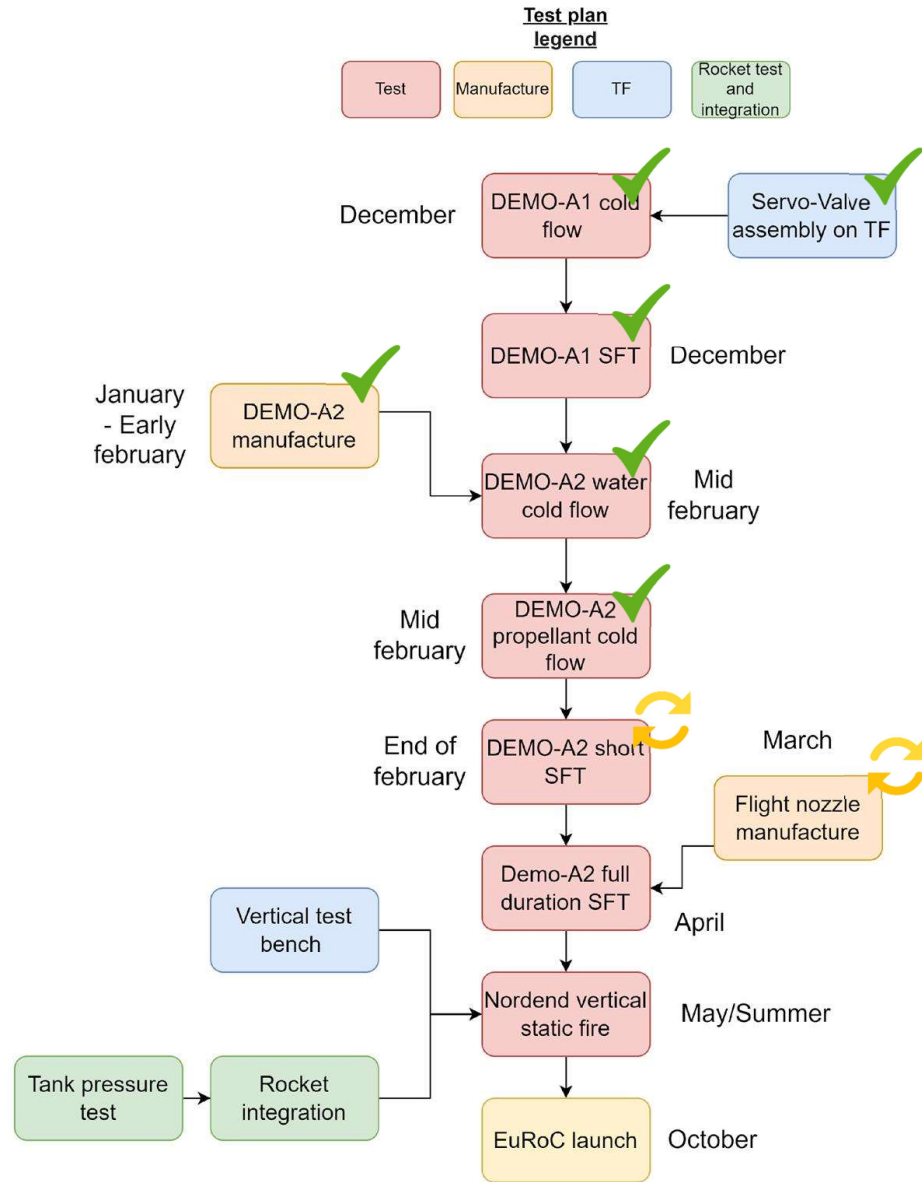 Test plan
legend
Test
Manufacture
TF
Rocket test
and
integration
DEMO-A1 cold
flow
Servo-Valve
assembly on TF
December
DEMO-A1 SFT
December
January
- Early
february
DEMO-A2
manufacture
DEMO-A2 water
cold flow
Mid
february
Mid
february
DEMO-A2
propellant cold
flow
End of
february
DEMO-A2 short
SFT
March
Flight nozzle
manufacture
Demo-A2 full
duration SFT
April
Vertical test
bench
Nordend vertical
static fire
May/Summer
Tank pressure
test
Rocket
integration
EuRoC launch
October